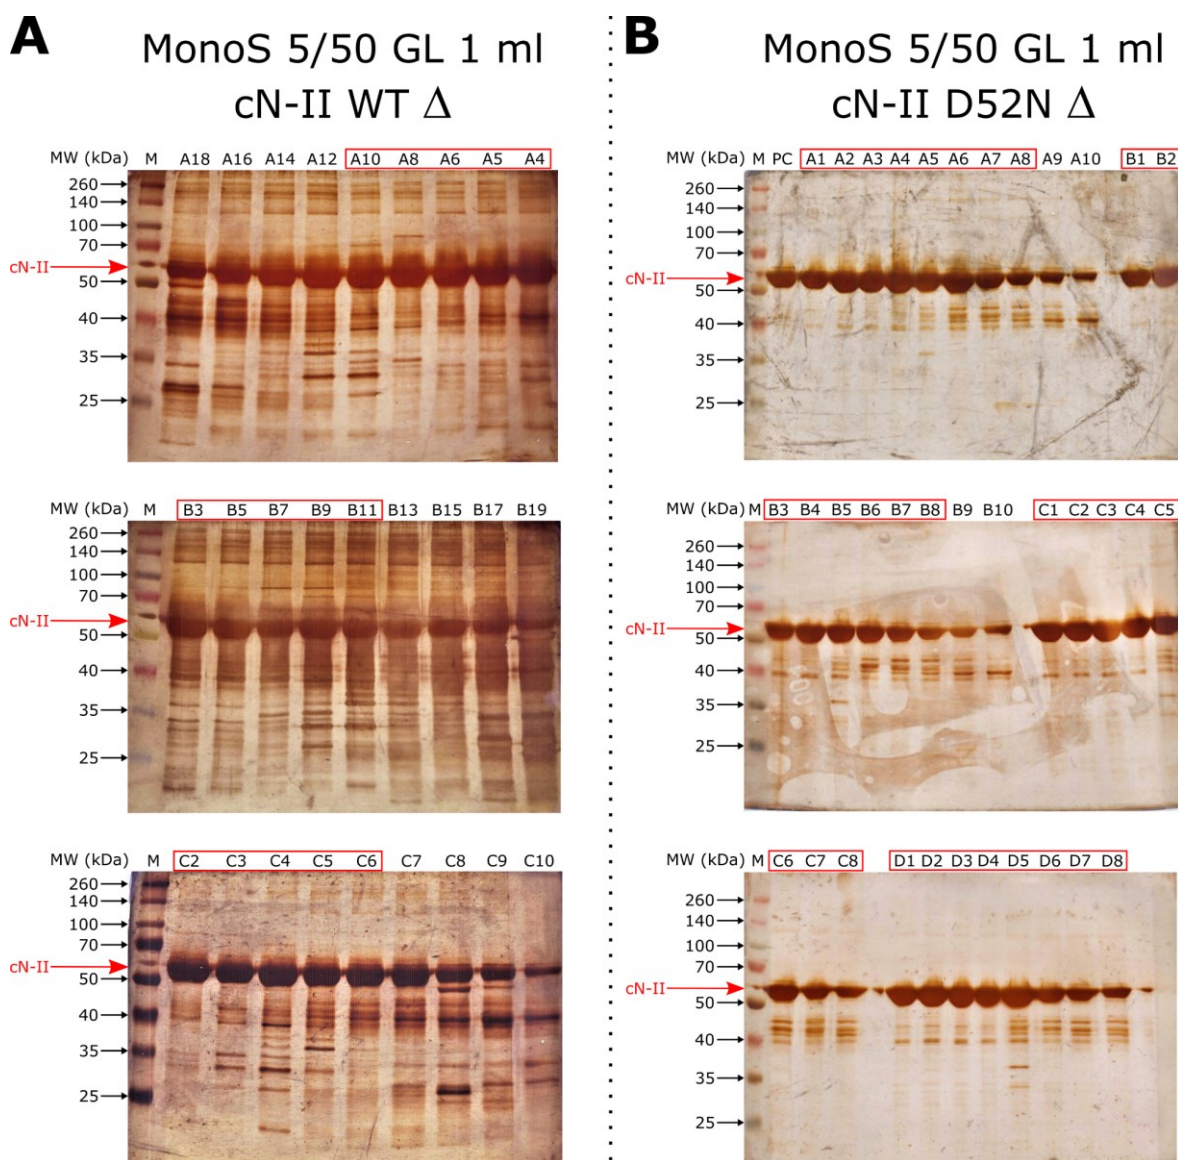 A
MonoS 5/50 GL 1 ml
cN-II WT Δ
MW (kDa) M A18 A16 A14 A12 A10 A8 A6 A5 A4
260
140
100
70
cN-II
50
40
35
25
MW (kDa) M B3 B5 B7 B9 B11 B13 B15 B17 B19
260
140
100
70
cN-II
50
40
35
25
MW (kDa) M C2 C3 C4 C5 C6 C7 C8 C9 C10
260
140
100
70
cN-II
50
40
35
25
B
MonoS 5/50 GL 1 ml
cN-II D52N Δ
MW (kDa) M PC A1 A2 A3 A4 A5 A6 A7 A8 A9 A10 B1 B2
260
140
100
70
cN-II
50
40
35
25
MW (kDa) M B3 B4 B5 B6 B7 B8 B9 B10 C1 C2 C3 C4 C5
260
140
100
70
cN-II
50
40
35
25
MW (kDa) M C6 C7 C8 D1 D2 D3 D4 D5 D6 D7 D8
260
140
100
70
cN-II
50
40
35
25